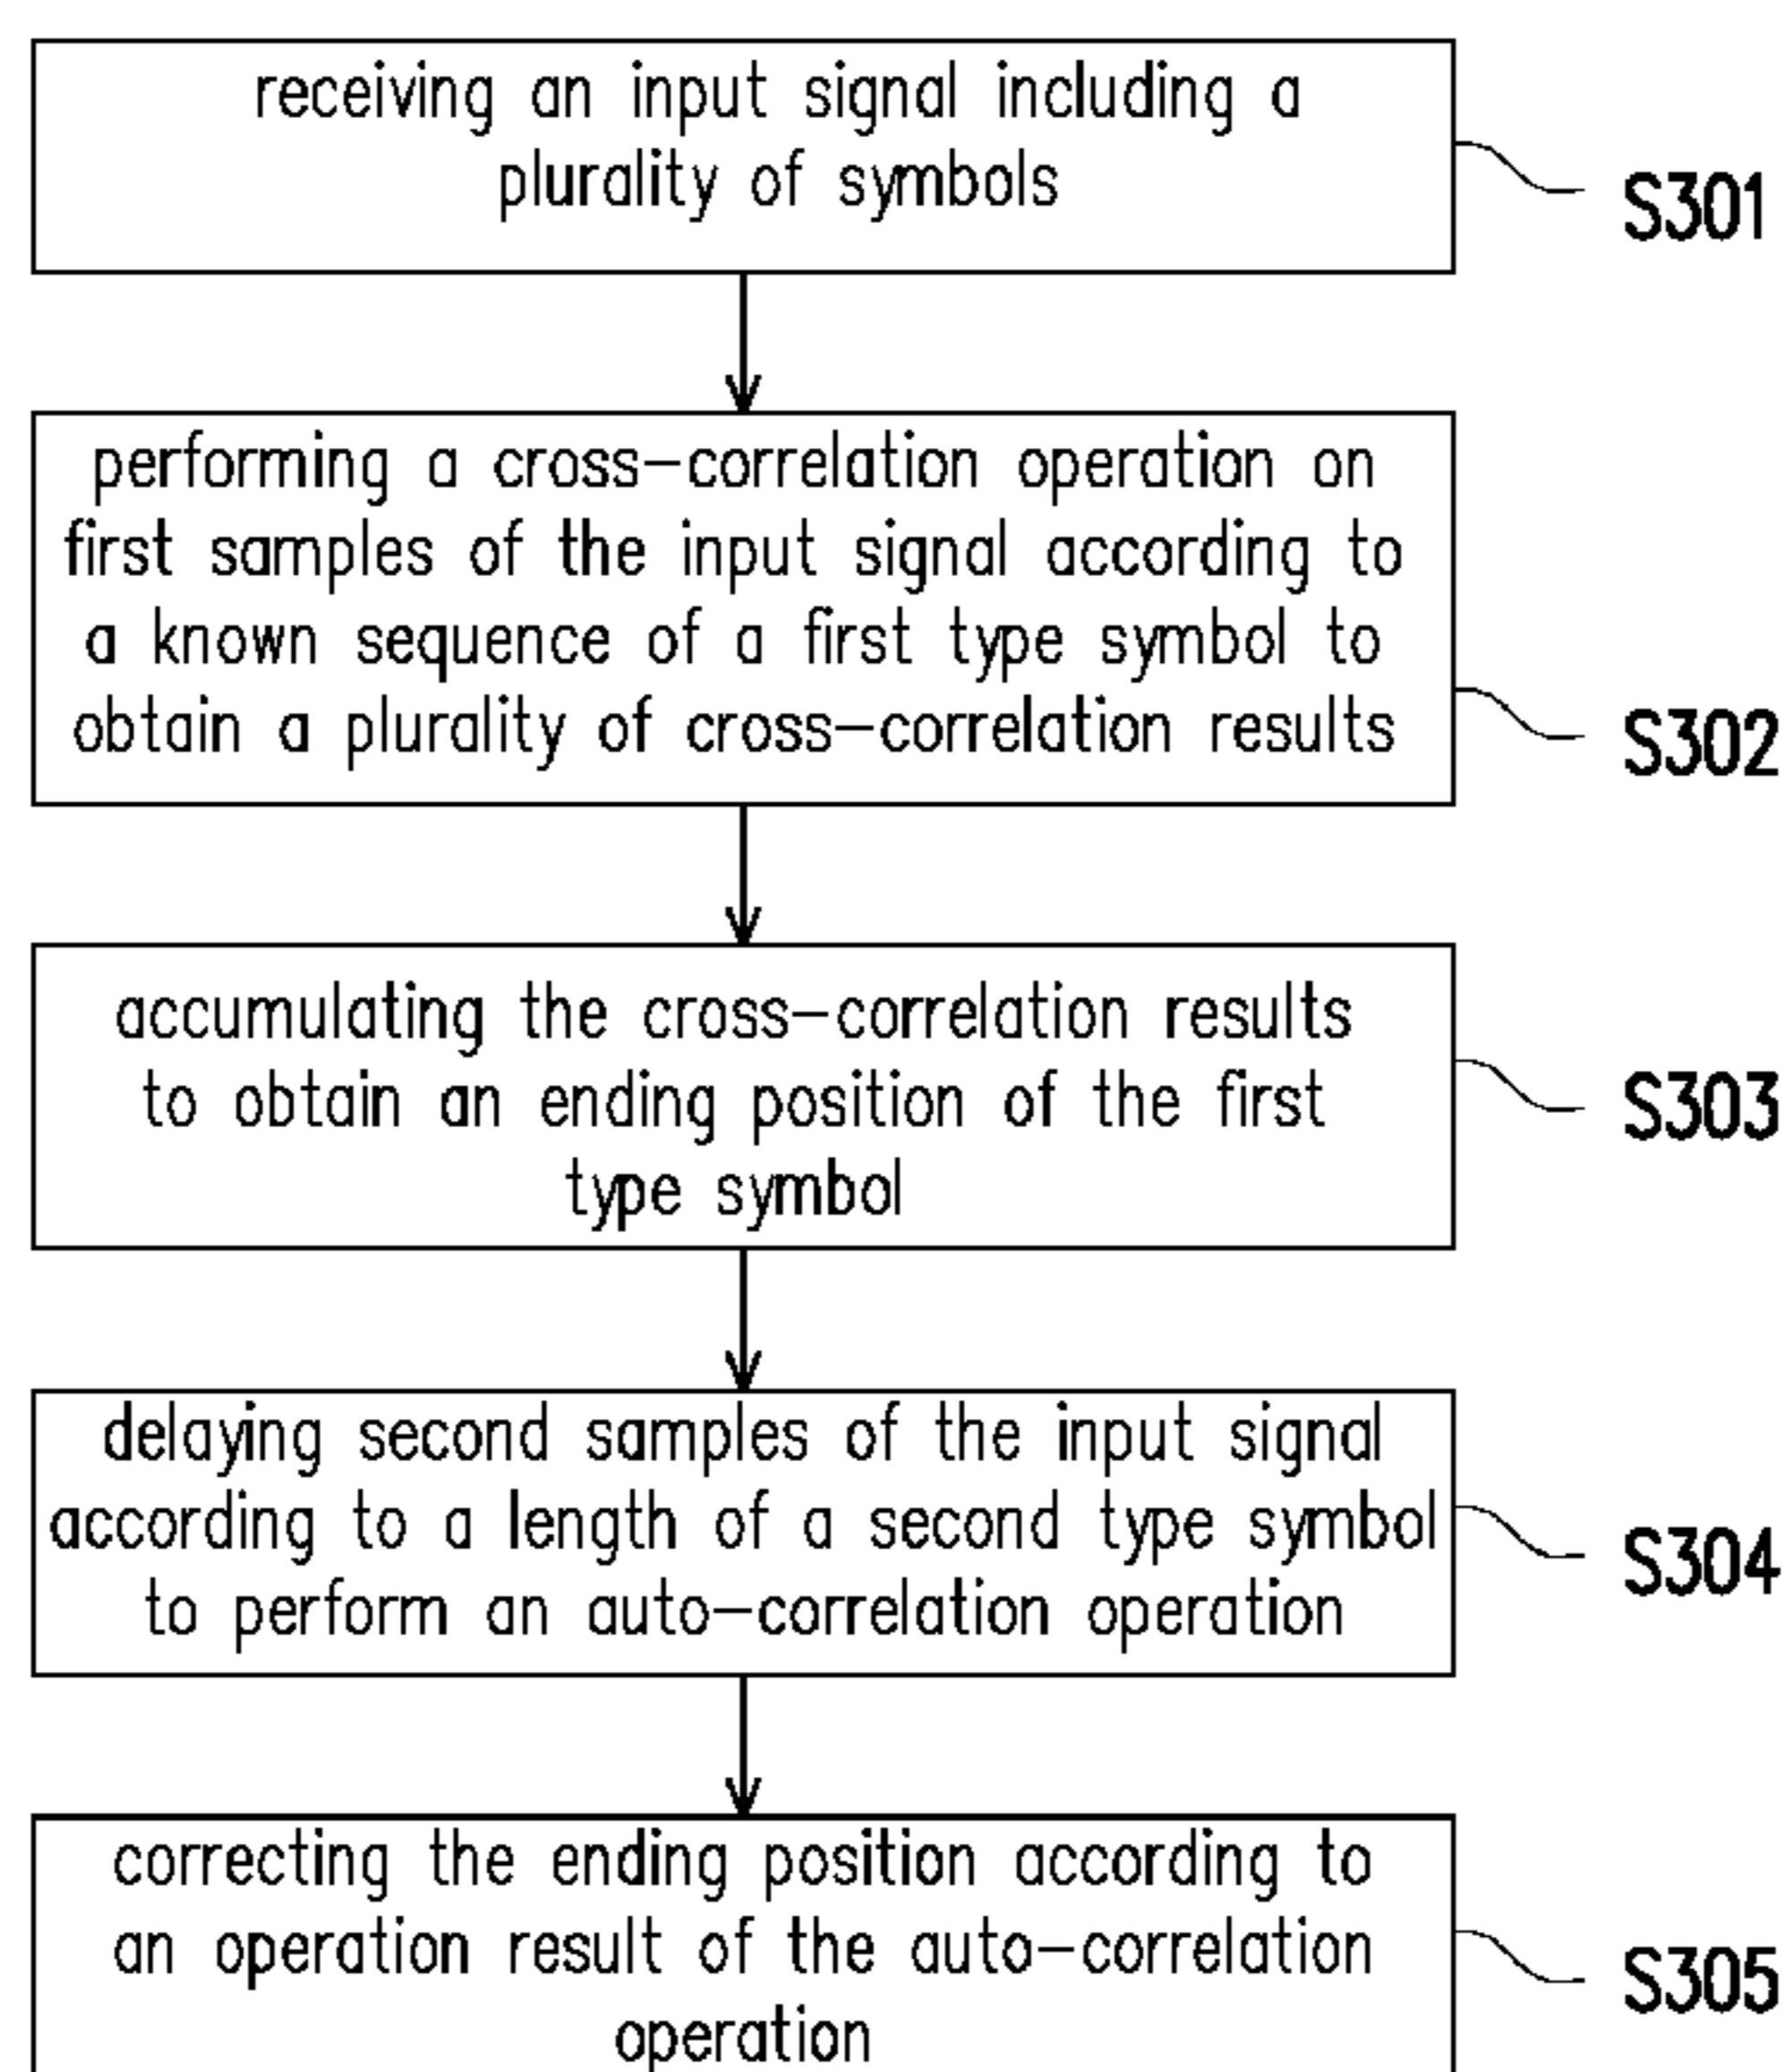 receiving an input signal including a
plurality of symbols
S301
performing a cross-correlation operation on
first samples of the input signal according to
a known sequence of a first type symbol to
obtain a plurality of cross-correlation results
S302
accumulating the cross-correlation results
to obtain an ending position of the first
type symbol
S303
delaying second samples of the input signal
according to a length of a second type symbol
to perform an auto-correlation operation
S304
correcting the ending position according to
an operation result of the auto-correlation
operation
S305